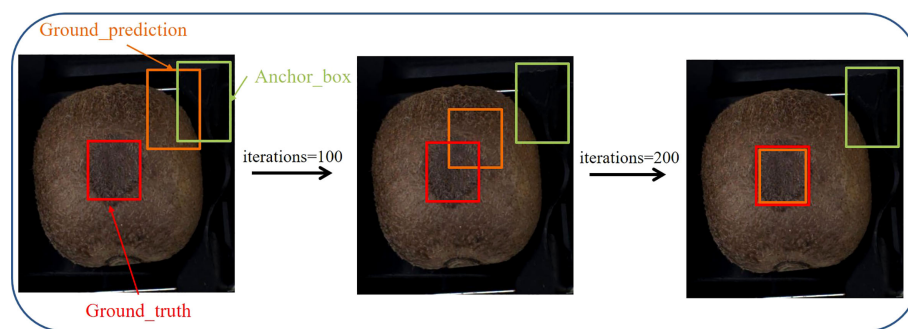 Ground_prediction
Anchor_box
iterations=100
iterations=200
Ground_truth